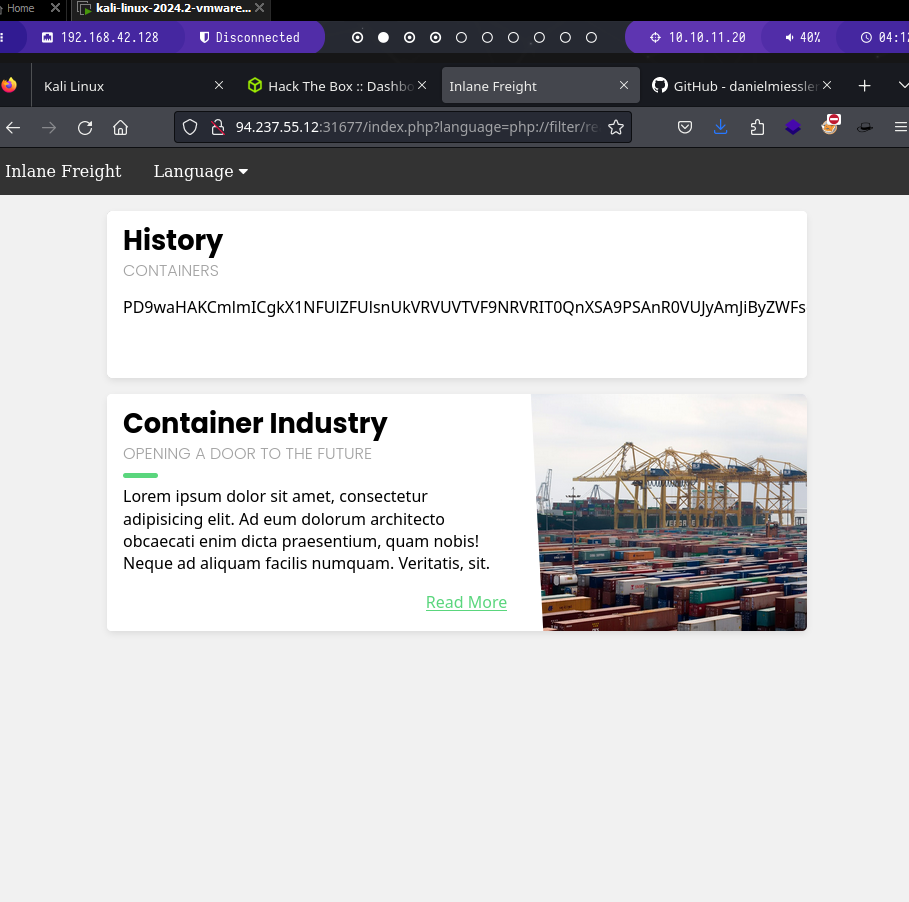 Home
kali-linux-2024.2-vmware...
192.168.42.128
Disconnected
10.10.11.20
40%
04:12
Kali Linux
Hack The Box :: Dashbo
Inlane Freight
GitHub - danielmiessler
94.237.55.12:31677/index.php?language=php://filter/re
Inlane Freight
Language
History
CONTAINERS
Container Industry
OPENING A DOOR TO THE FUTURE
Lorem ipsum dolor sit amet, consectetur
adipisicing elit. Ad eum dolorum architecto
obcaecati enim dicta praesentium, quam nobis!
Neque ad aliquam facilis numquam. Veritatis, sit.
Read More